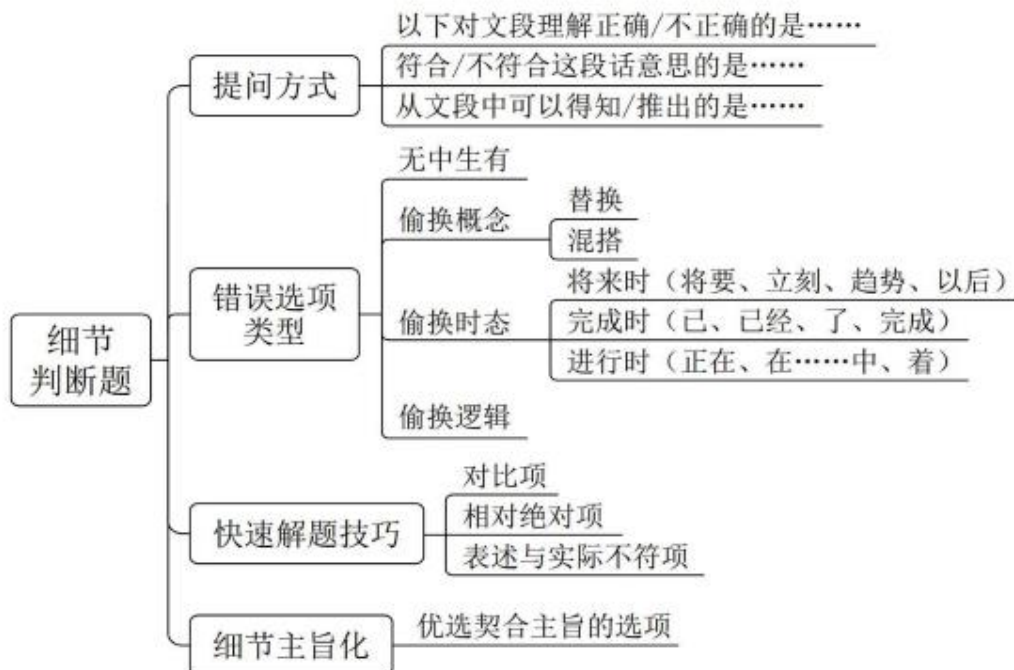 细节
判断题
提问方式
以下对文段理解正确/不正确的是……
符合/不符合这段话意思的是……
从文段中可以得知/推出的是……
错误选项
类型
无中生有
偷换概念
替换
混搭
偷换时态
将来时（将要、立刻、趋势、以后）
完成时（已、已经、了、完成）
进行时（正在、在……中、着）
偷换逻辑
快速解题技巧
对比项
相对绝对项
表述与实际不符项
细节主旨化
优选契合主旨的选项